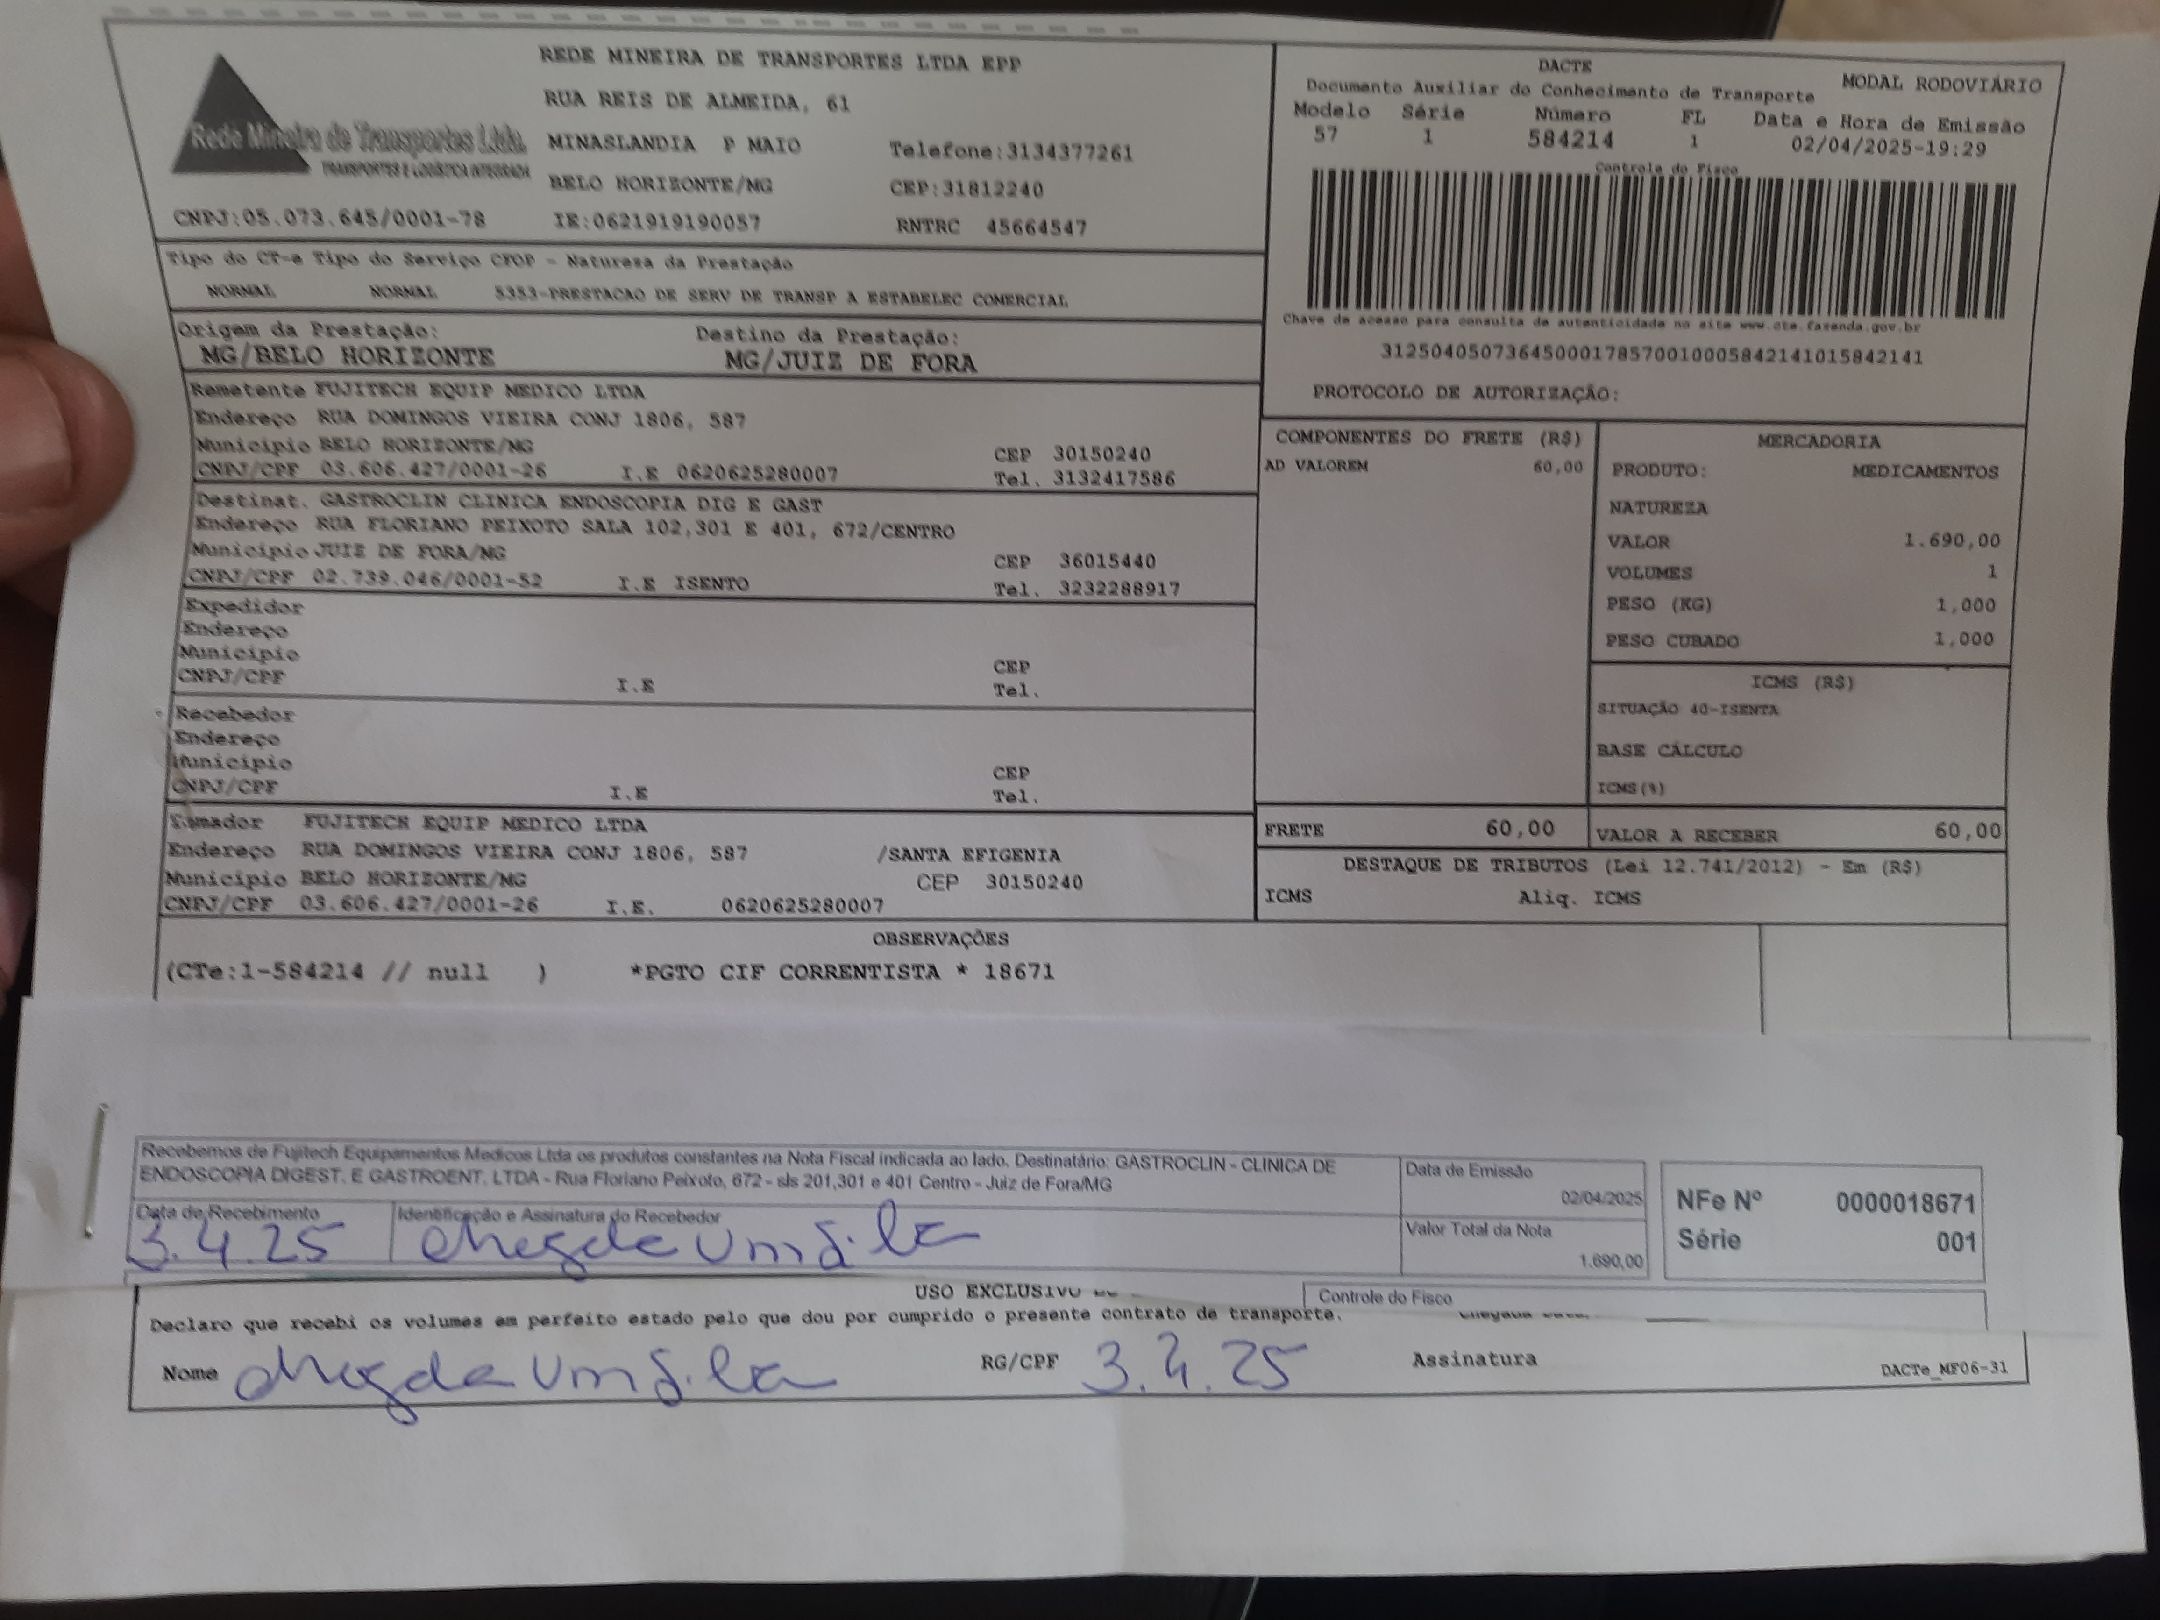 REDE MINEIRA DE TRANSPORTES LTDA EPP
RUA REIS DE ALMEIDA, 61
Rede Mineira de Transportes Ltda.
TRANSPORTES E LOGÍSTICA INTEGRADA
MINASLANDIA P MAIO Telefone:3134377261
BELO HORIZONTE/MG CEP:31812240
CNPJ:05.073.645/0001-78 IE:0621919190057 RNTRC 45664547
DACTE MODAL RODOVIÁRIO
Documento Auxiliar do Conhecimento de Transporte
Modelo Série Número FL Data e Hora de Emissão
57 1 584214 1 02/04/2025-19:29
Controle do Fisco
Chave de acesso para consulta de autenticidade no site www.cte.fazenda.gov.br
31250405073645000178570010005842141015842141
PROTOCOLO DE AUTORIZAÇÃO:
Tipo do CT-e Tipo do Serviço CFOP - Natureza da Prestação
NORMAL NORMAL 5353-PRESTACAO DE SERV DE TRANSP A ESTABELEC COMERCIAL
Origem da Prestação: Destino da Prestação:
MG/BELO HORIZONTE MG/JUIZ DE FORA
Remetente FUJITECH EQUIP MEDICO LTDA
Endereço RUA DOMINGOS VIEIRA CONJ 1806, 587
Município BELO HORIZONTE/MG CEP 30150240
CNPJ/CPF 03.606.427/0001-26 I.E 0620625280007 Tel. 3132417586
Destinat. GASTROCLIN CLINICA ENDOSCOPIA DIG E GAST
Endereço RUA FLORIANO PEIXOTO SALA 102,301 E 401, 672/CENTRO
Município JUIZ DE FORA/MG CEP 36015440
CNPJ/CPF 02.739.046/0001-52 I.E ISENTO Tel. 3232288917
Expedidor
Endereço
Município CEP
CNPJ/CPF I.E Tel.
Recebedor
Endereço
Município CEP
CNPJ/CPF I.E Tel.
Tomador FUJITECH EQUIP MEDICO LTDA
Endereço RUA DOMINGOS VIEIRA CONJ 1806, 587 /SANTA EFIGENIA
Município BELO HORIZONTE/MG CEP 30150240
CNPJ/CPF 03.606.427/0001-26 I.E. 0620625280007
COMPONENTES DO FRETE (R$)
AD VALOREM 60,00
MERCADORIA
PRODUTO: MEDICAMENTOS
NATUREZA
VALOR 1.690,00
VOLUMES 1
PESO (KG) 1,000
PESO CUBADO 1,000
ICMS (R$)
SITUAÇÃO 40-ISENTA
BASE CÁLCULO
ICMS(%)
FRETE 60,00 VALOR A RECEBER 60,00
DESTAQUE DE TRIBUTOS (Lei 12.741/2012) - Em (R$)
ICMS Aliq. ICMS
OBSERVAÇÕES
(CTe:1-584214 // null ) *PGTO CIF CORRENTISTA * 18671
Recebemos de Fujitech Equipamentos Medicos Ltda os produtos constantes na Nota Fiscal indicada ao lado. Destinatário: GASTROCLIN - CLINICA DE
ENDOSCOPIA DIGEST. E GASTROENT. LTDA - Rua Floriano Peixoto, 672 - sls 201,301 e 401 Centro - Juiz de Fora/MG
Data de Recebimento Identificação e Assinatura do Recebedor
3.4.25
Data de Emissão
02/04/2025
Valor Total da Nota
1.690,00
NFe Nº 0000018671
Série 001
USO EXCLUSIVO
Controle do Fisco
Declaro que recebi os volumes em perfeito estado pelo que dou por cumprido o presente contrato de transporte.
Nome RG/CPF 3.4.25 Assinatura
DACTe_MF06-31